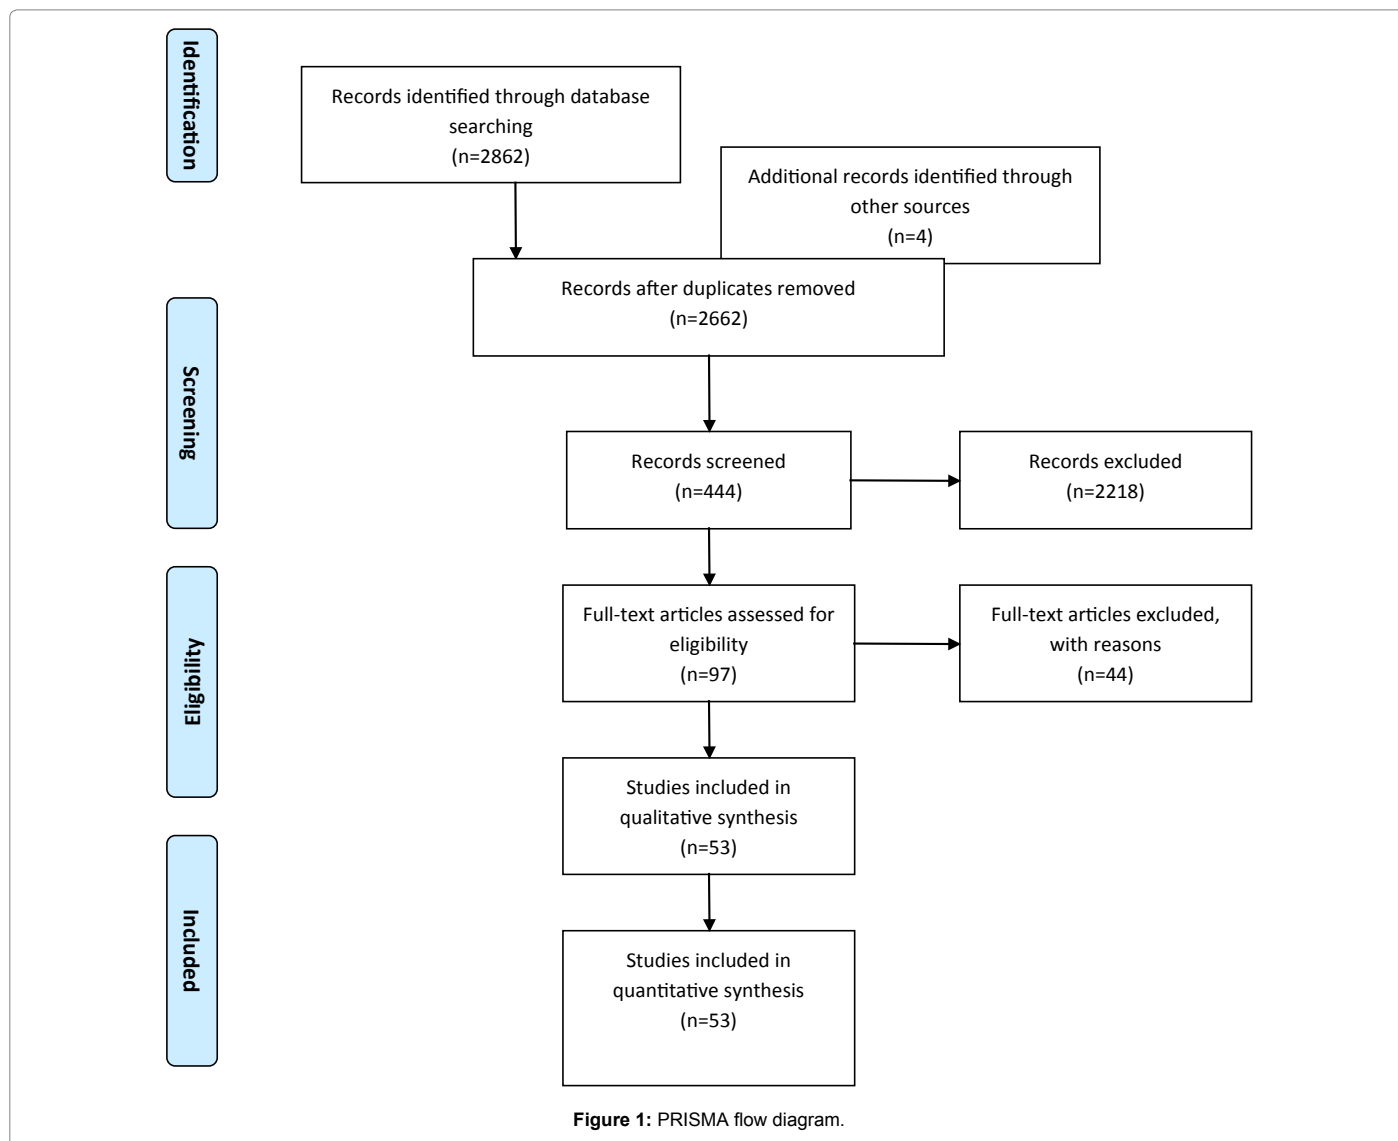 Identification
Records identified through database
searching
(n=2862)
Additional records identified through
other sources
(n=4)
Records after duplicates removed
(n=2662)
Screening
Records screened
(n=444)
Records excluded
(n=2218)
Eligibility
Full-text articles assessed for
eligibility
(n=97)
Full-text articles excluded,
with reasons
(n=44)
Studies included in
qualitative synthesis
(n=53)
Included
Studies included in
quantitative synthesis
(n=53)
Figure 1: PRISMA flow diagram.